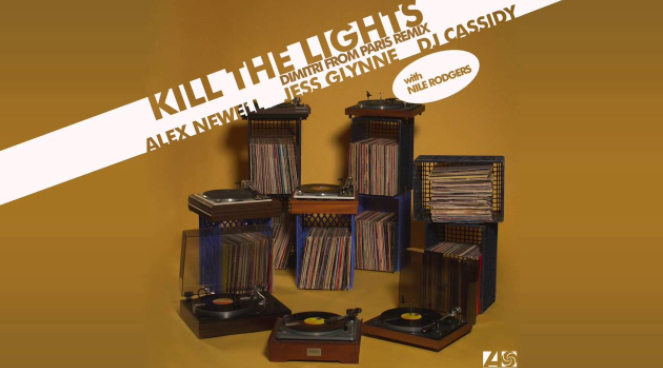 KILL THE LIGHTS
DIMITRI FROM PARIS REMIX
ALEX NEWELL JESS GLYNNE DJ CASSIDY
with
NILE RODGERS